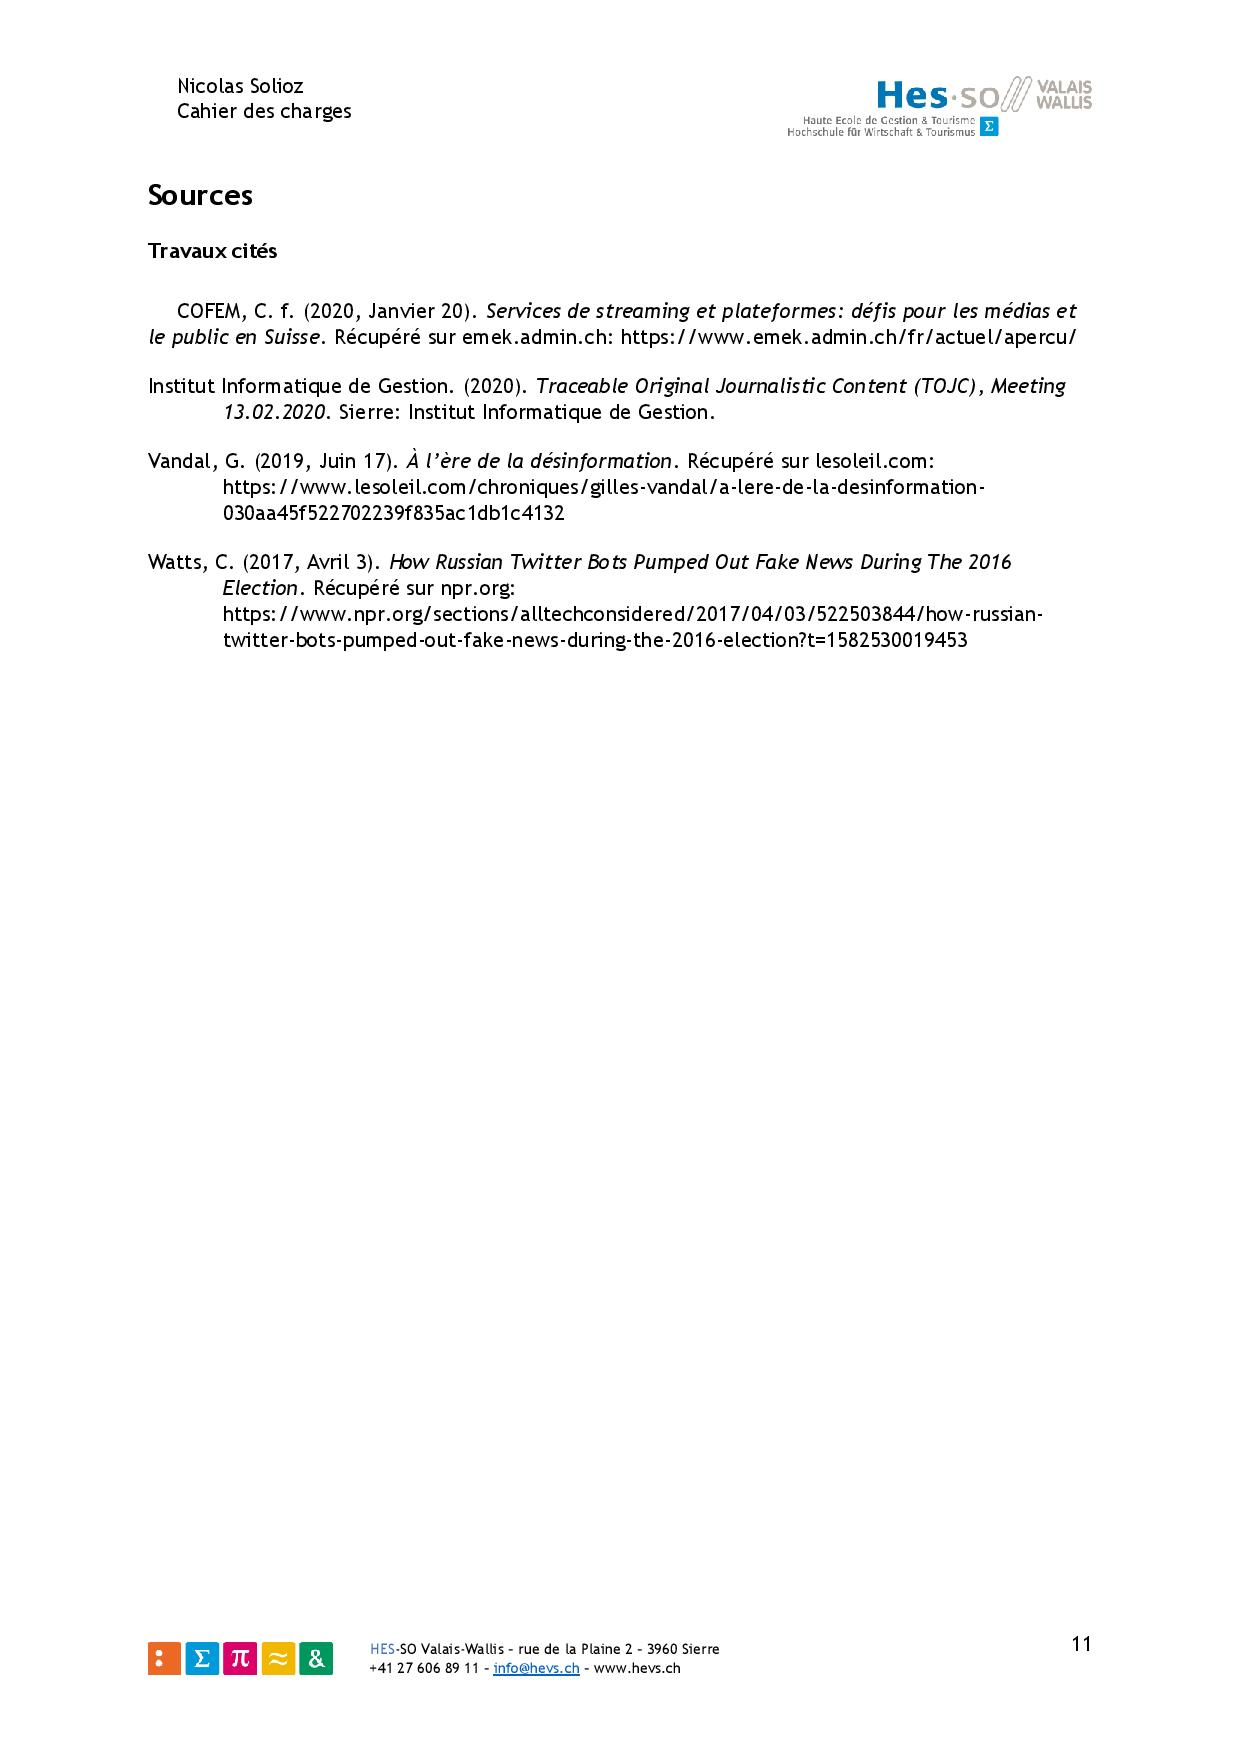 Nicolas Solioz
Cahier des charges
Hes·so VALAIS
WALLIS
Haute Ecole de Gestion & Tourisme
Hochschule für Wirtschaft & Tourismus Σ
Sources
Travaux cités
COFEM, C. f. (2020, Janvier 20). Services de streaming et plateformes: défis pour les médias et
le public en Suisse. Récupéré sur emek.admin.ch: https://www.emek.admin.ch/fr/actuel/apercu/
Institut Informatique de Gestion. (2020). Traceable Original Journalistic Content (TOJC), Meeting
13.02.2020. Sierre: Institut Informatique de Gestion.
Vandal, G. (2019, Juin 17). À l’ère de la désinformation. Récupéré sur lesoleil.com:
https://www.lesoleil.com/chroniques/gilles-vandal/a-lere-de-la-desinformation-
030aa45f522702239f835ac1db1c4132
Watts, C. (2017, Avril 3). How Russian Twitter Bots Pumped Out Fake News During The 2016
Election. Récupéré sur npr.org:
https://www.npr.org/sections/alltechconsidered/2017/04/03/522503844/how-russian-
twitter-bots-pumped-out-fake-news-during-the-2016-election?t=1582530019453
: Σ π ≈ &
HES-SO Valais-Wallis - rue de la Plaine 2 - 3960 Sierre
+41 27 606 89 11 - info@hevs.ch - www.hevs.ch
11